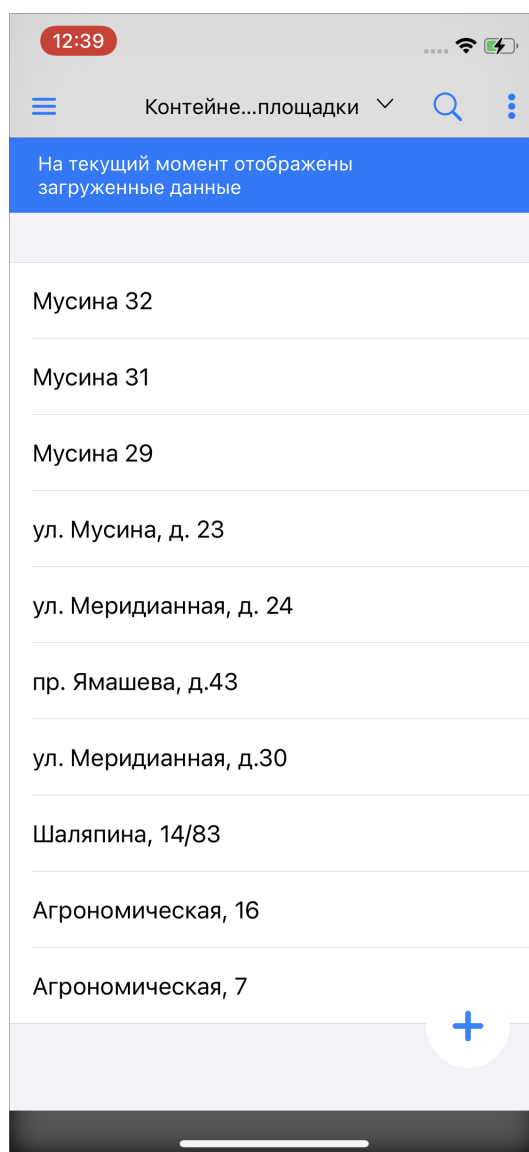 12:39
Контейне...площадки
На текущий момент отображены
загруженные данные
Мусина 32
Мусина 31
Мусина 29
ул. Мусина, д. 23
ул. Меридианная, д. 24
пр. Ямашева, д.43
ул. Меридианная, д.30
Шаляпина, 14/83
Агрономическая, 16
Агрономическая, 7